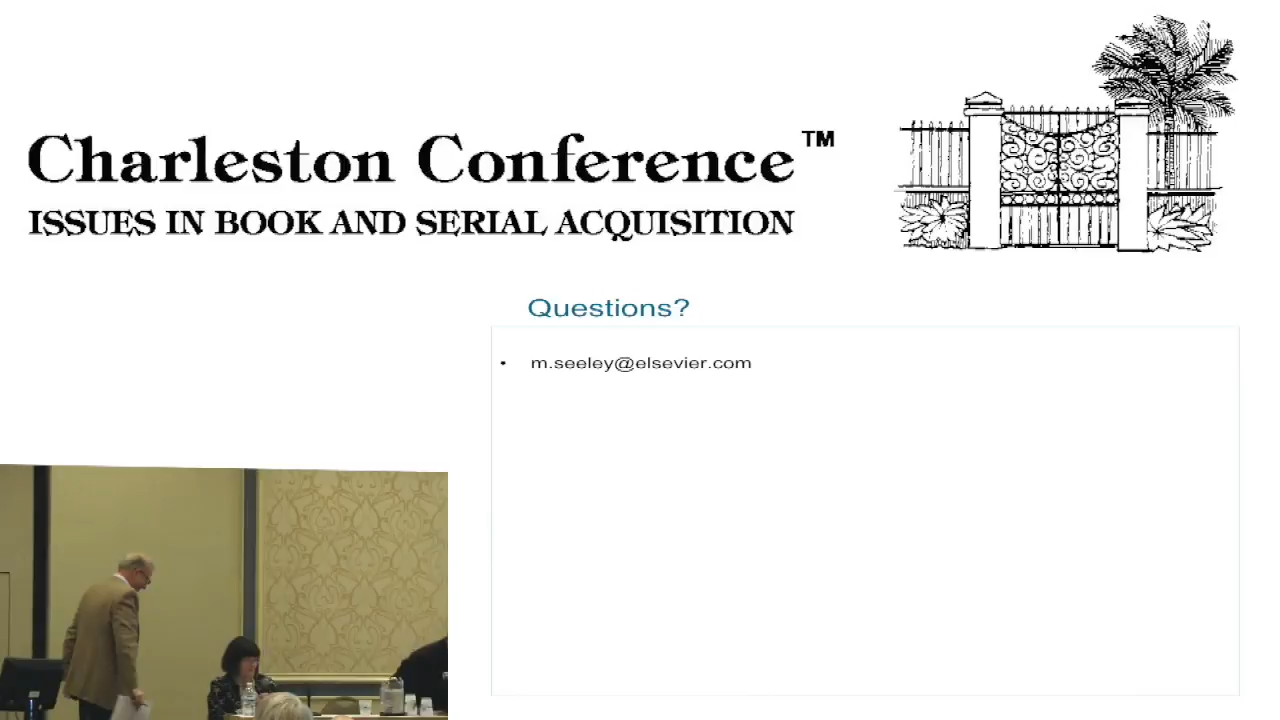 Charleston Conference™
ISSUES IN BOOK AND SERIAL ACQUISITION
Questions?
• m.seeley@elsevier.com